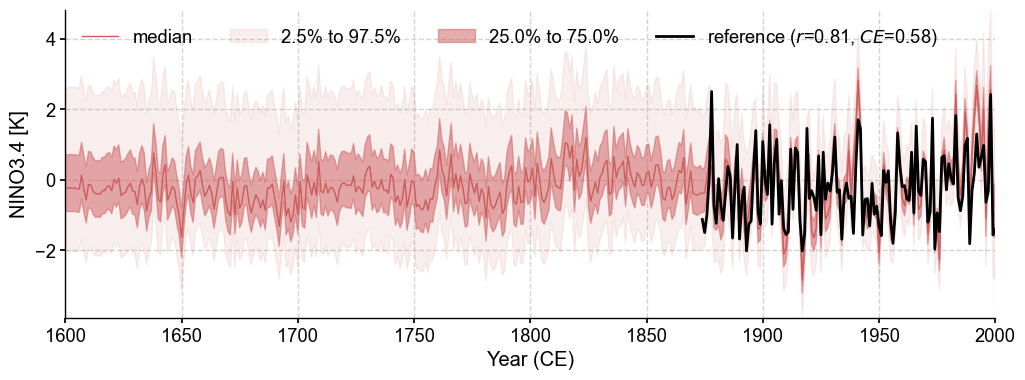 median 2.5% to 97.5% 25.0% to 75.0% reference (r=0.81, CE=0.58)
NINO3.4 [K]
4
2
0
−2
1600 1650 1700 1750 1800 1850 1900 1950 2000
Year (CE)